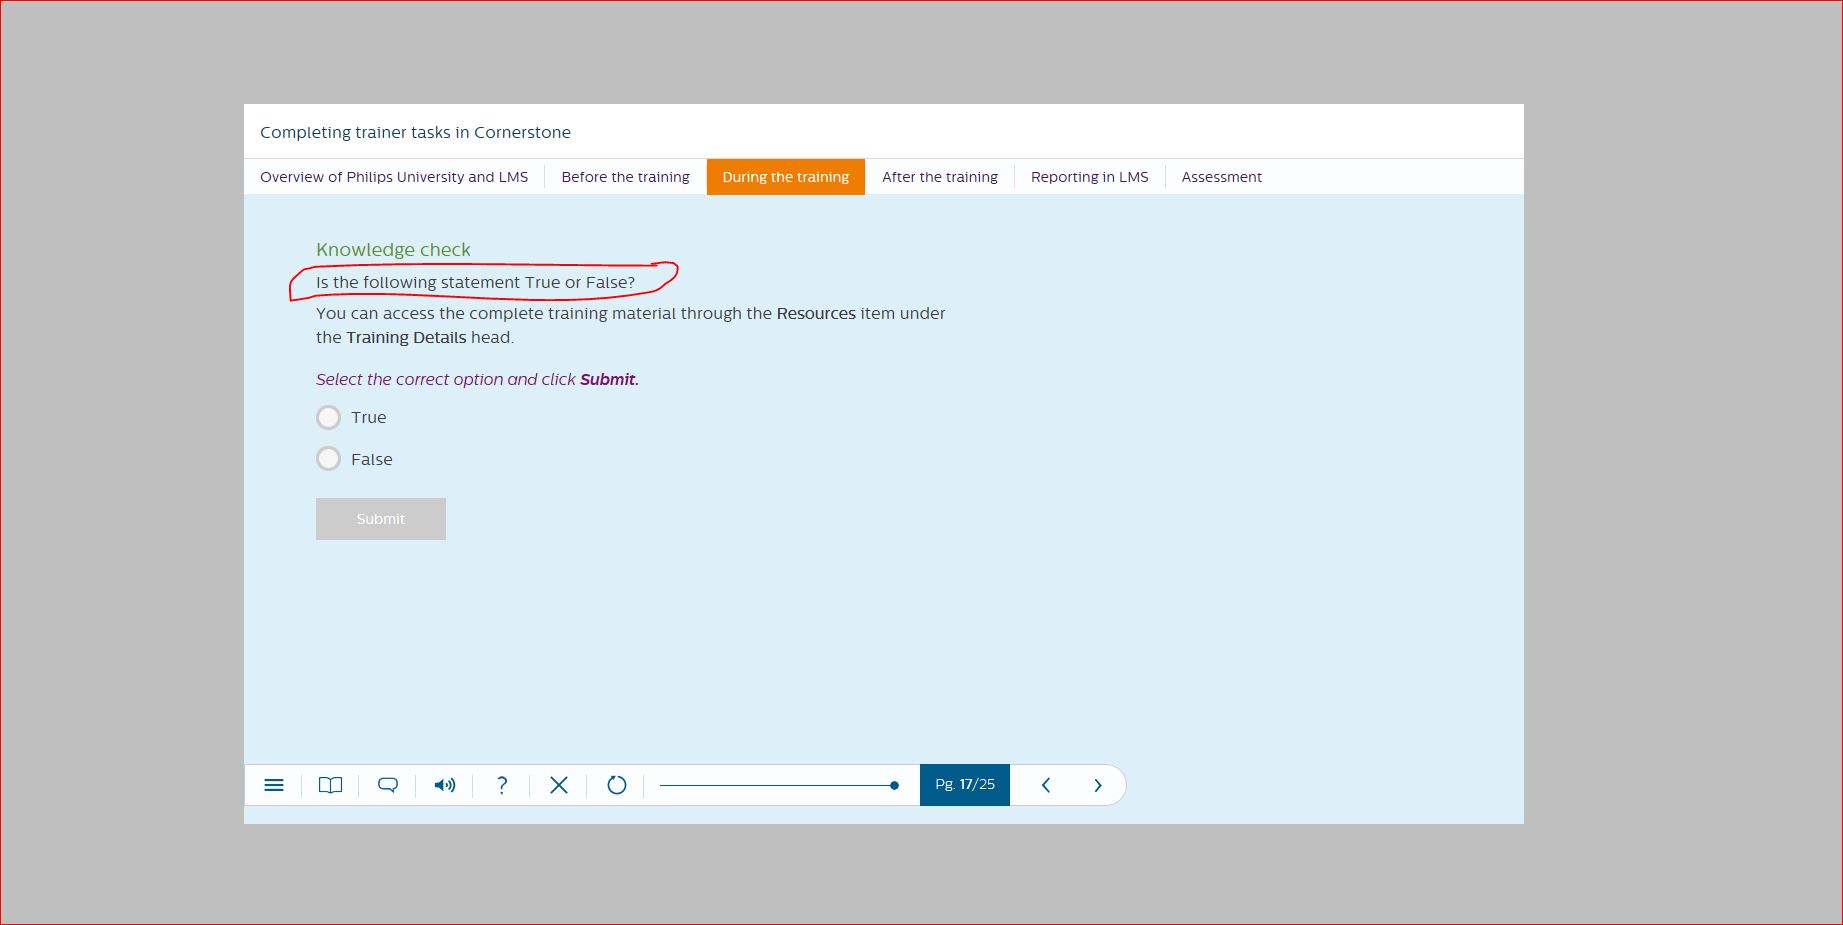 Completing trainer tasks in Cornerstone
Overview of Philips University and LMS
Before the training
During the training
After the training
Reporting in LMS
Assessment
Knowledge check
Is the following statement True or False?
You can access the complete training material through the Resources item under
the Training Details head.
Select the correct option and click Submit.
True
False
Submit
?
Pg. 17/25